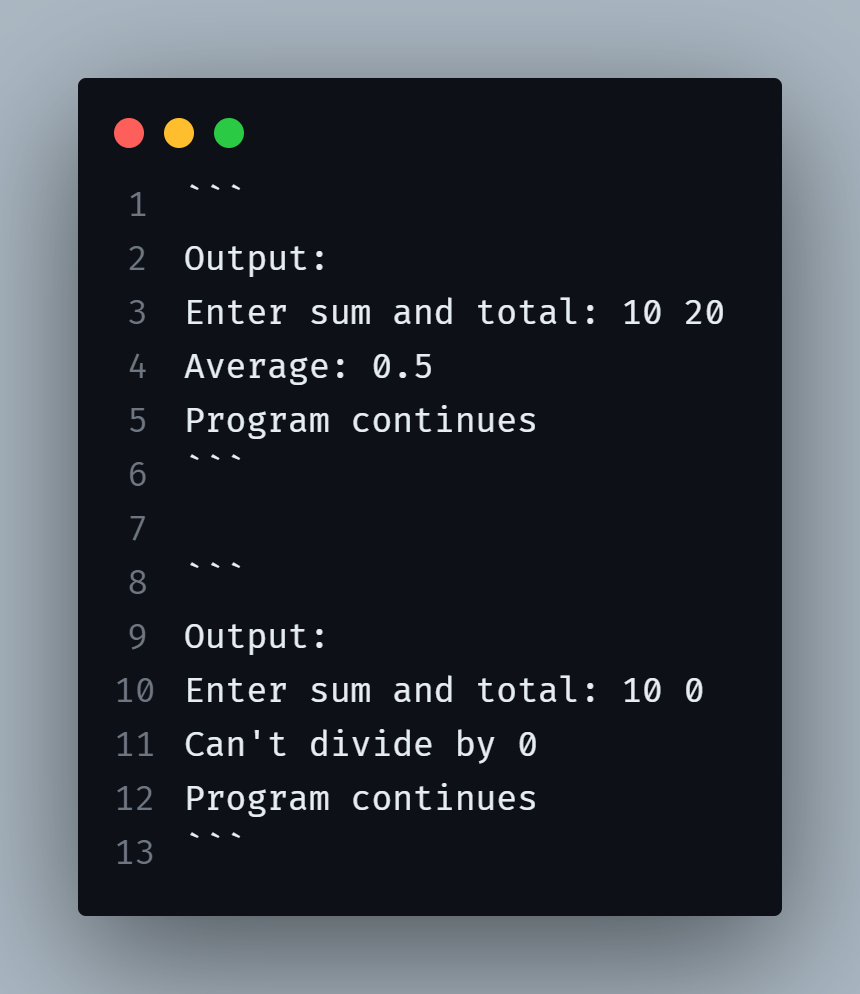 1 ```
2 Output:
3 Enter sum and total: 10 20
4 Average: 0.5
5 Program continues
6 ```
7
8 ```
9 Output:
10 Enter sum and total: 10 0
11 Can't divide by 0
12 Program continues
13 ```